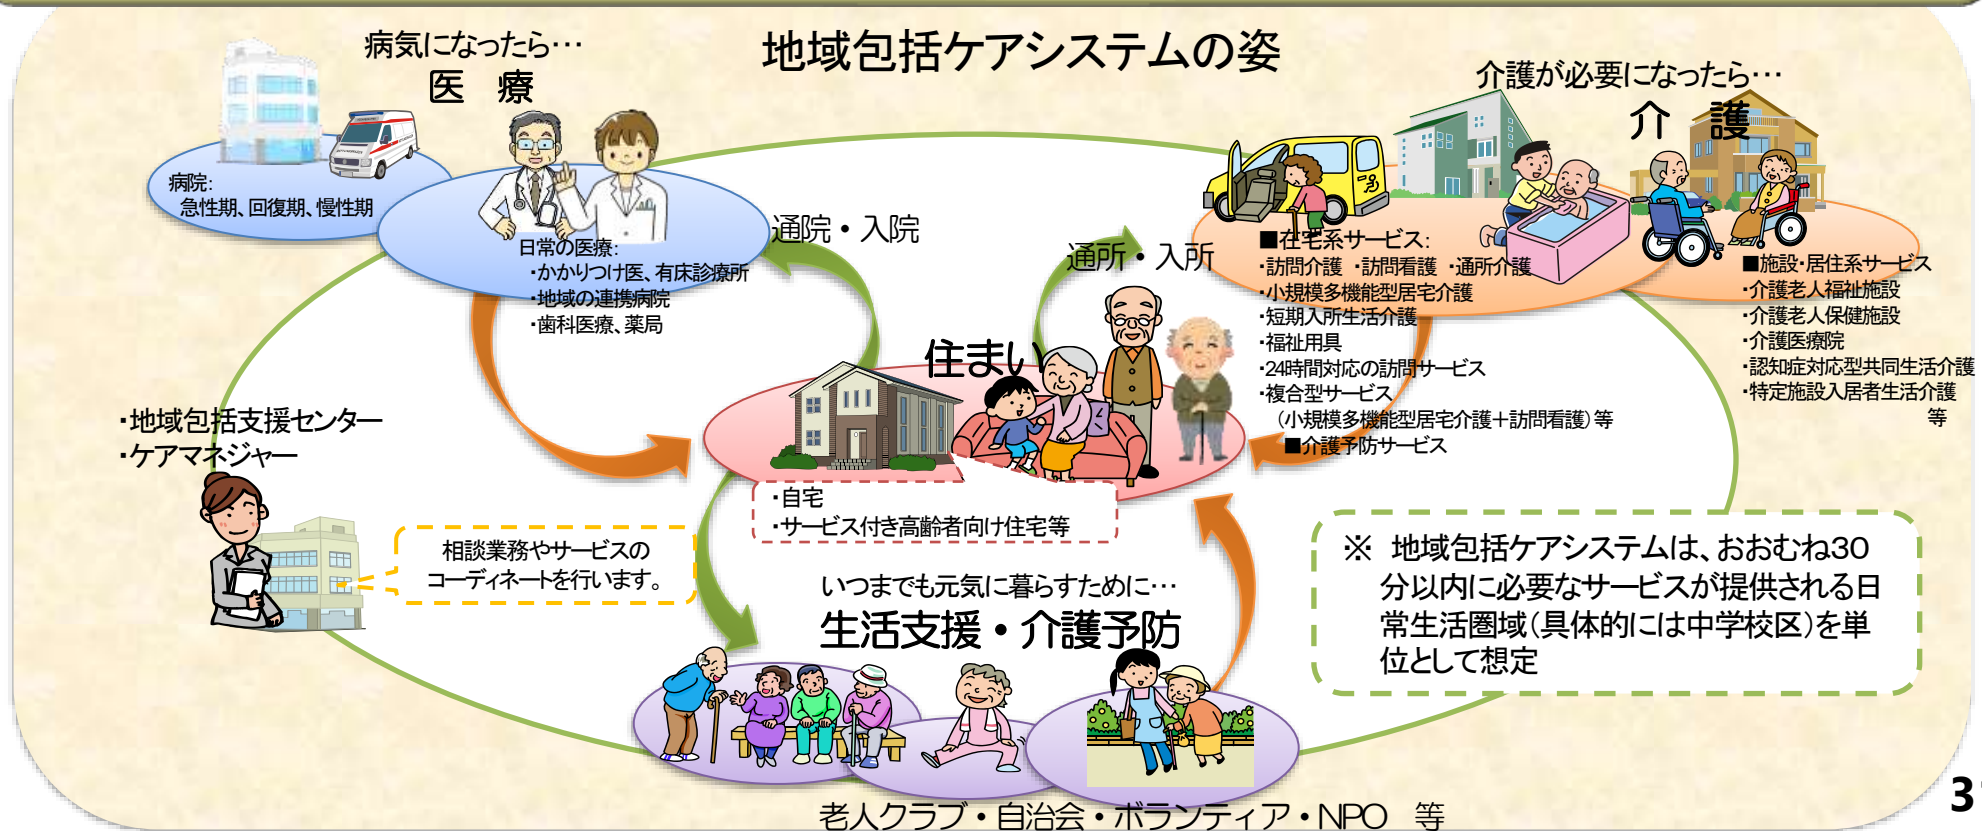 地域包括ケアシステムの姿
病気になったら…
医 療
病院:
急性期、回復期、慢性期
日常の医療:
・かかりつけ医、有床診療所
・地域の連携病院
・歯科医療、薬局
通院・入院
通所・入所
介護が必要になったら…
介 護
■在宅系サービス:
・訪問介護 ・訪問看護 ・通所介護
・小規模多機能型居宅介護
・短期入所生活介護
・福祉用具
・24時間対応の訪問サービス
・複合型サービス
(小規模多機能型居宅介護+訪問看護)等
■介護予防サービス
■施設・居住系サービス
・介護老人福祉施設
・介護老人保健施設
・介護医療院
・認知症対応型共同生活介護
・特定施設入居者生活介護
等
住まい
・自宅
・サービス付き高齢者向け住宅等
・地域包括支援センター
・ケアマネジャー
相談業務やサービスの
コーディネートを行います。
いつまでも元気に暮らすために…
生活支援・介護予防
老人クラブ・自治会・ボランティア・NPO 等
※ 地域包括ケアシステムは、おおむね30
分以内に必要なサービスが提供される日
常生活圏域(具体的には中学校区)を単
位として想定